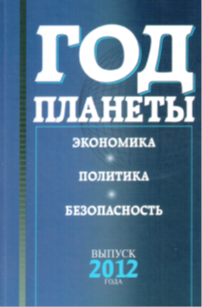 ГОД
ПЛАНЕТЫ
ЭКОНОМИКА
ПОЛИТИКА
БЕЗОПАСНОСТЬ
ВЫПУСК
2012
ГОДА